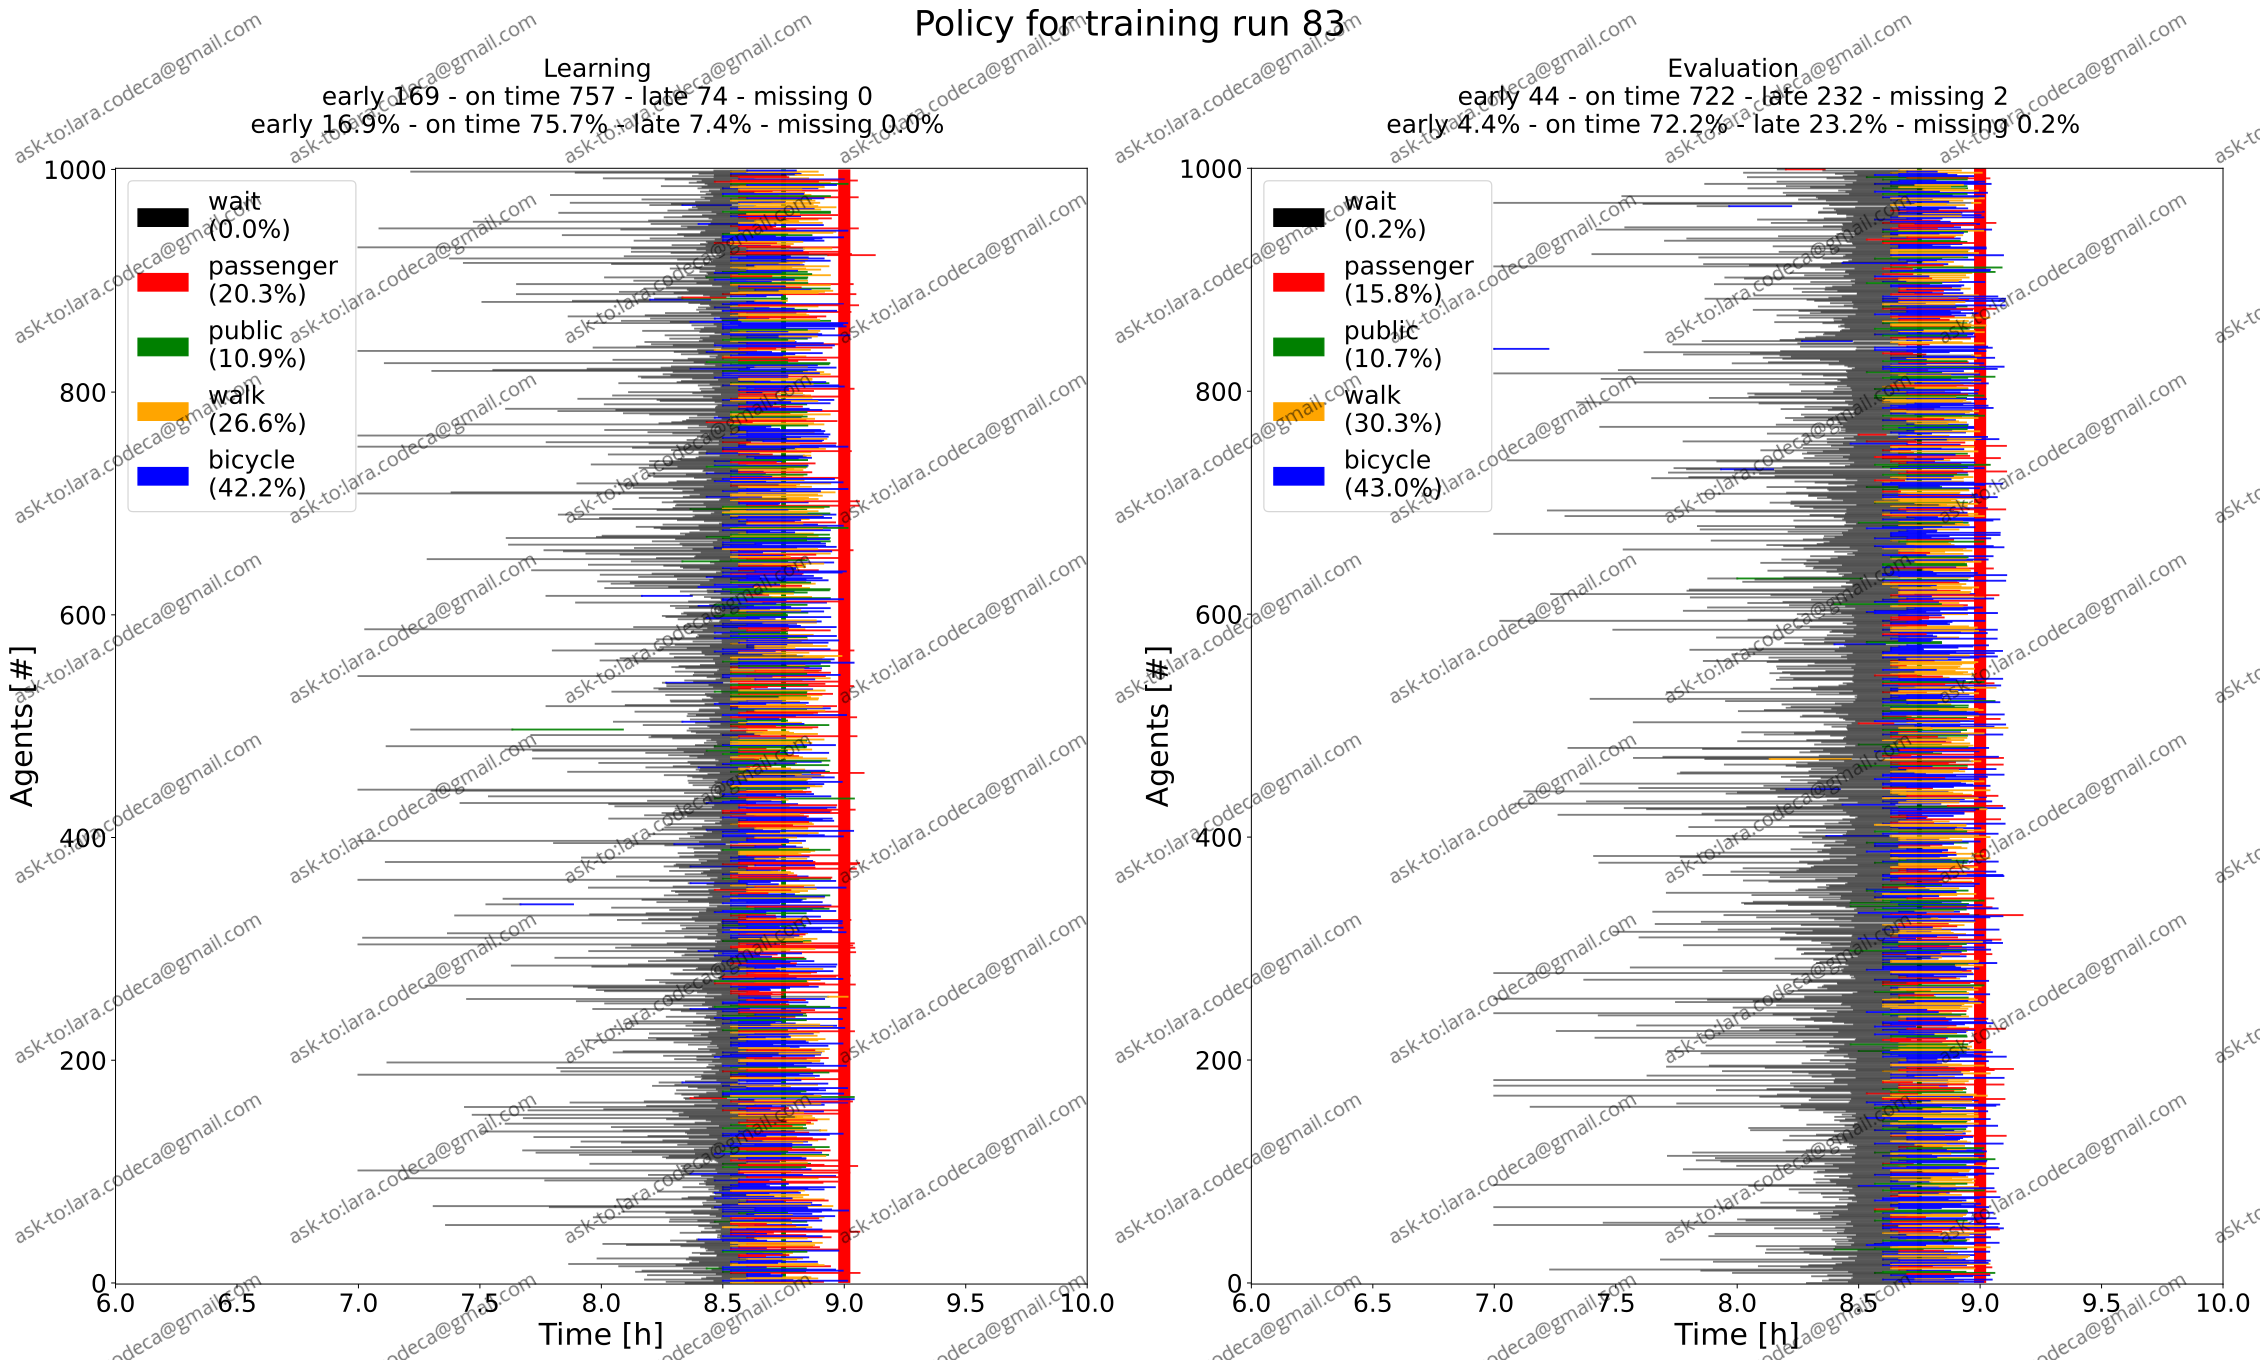 Policy for training run 83
Learning
early 169 - on time 757 - late 74 - missing 0
early 16.9% - on time 75.7% - late 7.4% - missing 0.0%
1000
800
600
400
200
0
Agents [#]
wait
(0.0%)
passenger
(20.3%)
public
(10.9%)
walk
(26.6%)
bicycle
(42.2%)
6.0 6.5 7.0 7.5 8.0 8.5 9.0 9.5 10.0
Time [h]
Evaluation
early 44 - on time 722 - late 232 - missing 2
early 4.4% - on time 72.2% - late 23.2% - missing 0.2%
1000
800
600
400
200
0
Agents [#]
wait
(0.2%)
passenger
(15.8%)
public
(10.7%)
walk
(30.3%)
bicycle
(43.0%)
6.0 6.5 7.0 7.5 8.0 8.5 9.0 9.5 10.0
Time [h]
ask-to:lara.codeca@gmail.com